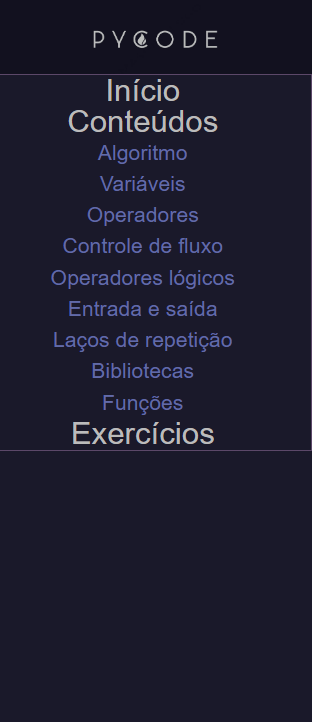 PYCODE
Início
Conteúdos
Algoritmo
Variáveis
Operadores
Controle de fluxo
Operadores lógicos
Entrada e saída
Laços de repetição
Bibliotecas
Funções
Exercícios